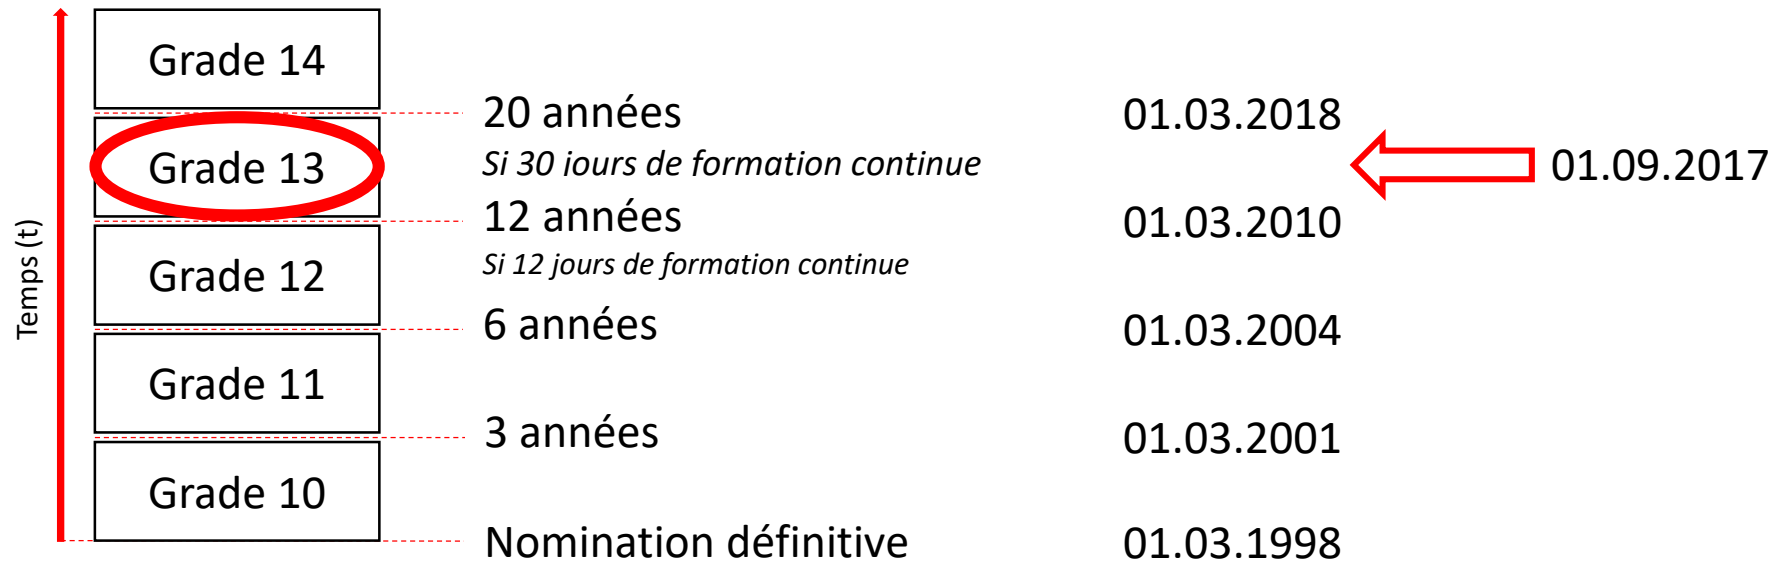 Grade 14
20 années 01.03.2018
Grade 13 Si 30 jours de formation continue 01.09.2017
12 années 01.03.2010
Grade 12 Si 12 jours de formation continue
6 années 01.03.2004
Grade 11
3 années 01.03.2001
Grade 10
Nomination définitive 01.03.1998
Temps (t)